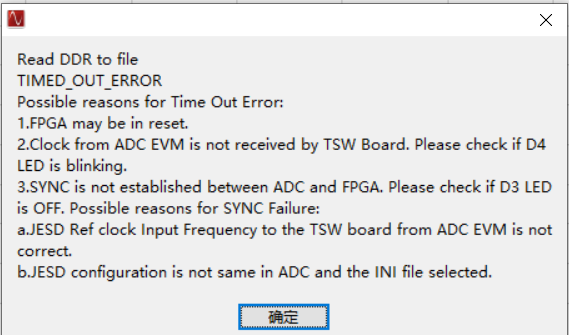 Read DDR to file
TIMED_OUT_ERROR
Possible reasons for Time Out Error:
1.FPGA may be in reset.
2.Clock from ADC EVM is not received by TSW Board. Please check if D4
LED is blinking.
3.SYNC is not established between ADC and FPGA. Please check if D3 LED
is OFF. Possible reasons for SYNC Failure:
a.JESD Ref clock Input Frequency to the TSW board from ADC EVM is not
correct.
b.JESD configuration is not same in ADC and the INI file selected.
确定